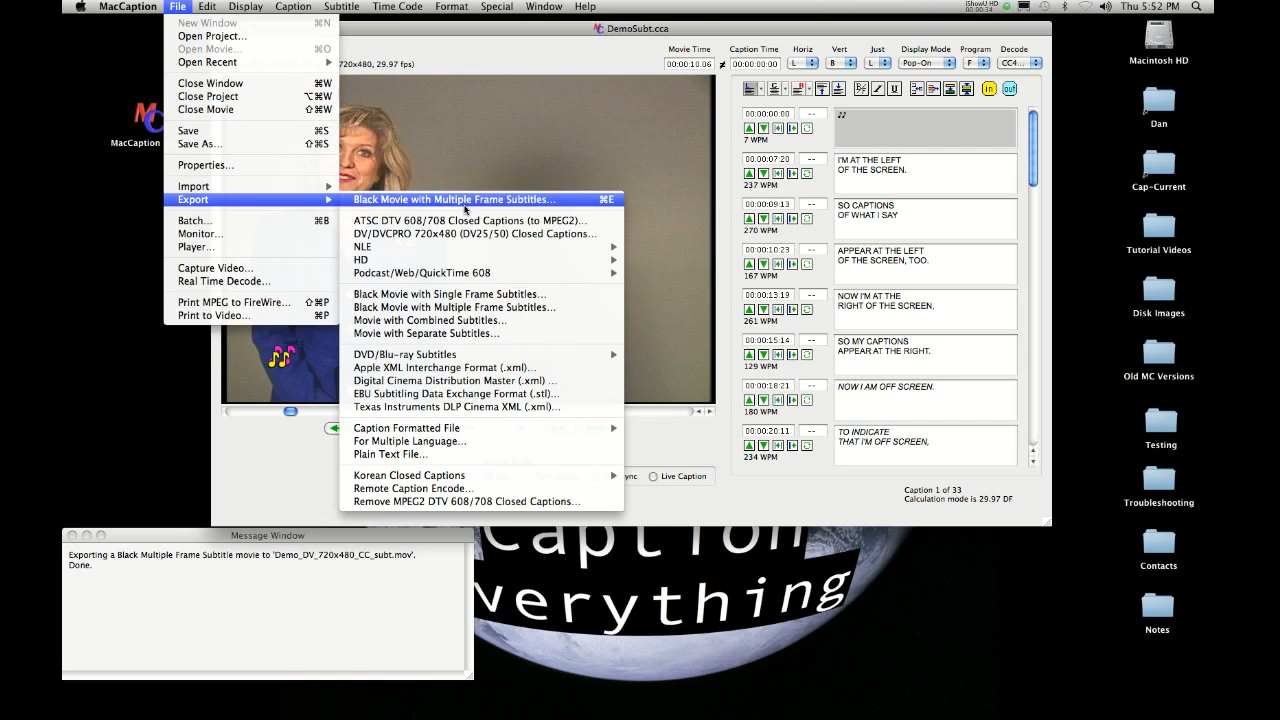 MacCaption File Edit Display Caption Subtitle Time Code Format Special Window Help
iShowU HD
00:00:34
Thu 5:52 PM
DemoSubt.cca
New Window ⌘N
Open Project...
Open Movie... ⌘O
Open Recent
Close Window ⌘W
Close Project ⌥⌘W
Close Movie ⇧⌘W
Save ⌘S
Save As... ⇧⌘S
Properties...
Import
Export
Batch... ⌘B
Monitor...
Player...
Capture Video...
Real Time Decode...
Print MPEG to FireWire... ⇧⌘P
Print to Video... ⌘P
Black Movie with Multiple Frame Subtitles... ⌘E
ATSC DTV 608/708 Closed Captions (to MPEG2)...
DV/DVCPRO 720x480 (DV25/50) Closed Captions...
NLE
HD
Podcast/Web/QuickTime 608
Black Movie with Single Frame Subtitles...
Black Movie with Multiple Frame Subtitles...
Movie with Combined Subtitles...
Movie with Separate Subtitles...
DVD/Blu-ray Subtitles
Apple XML Interchange Format (.xml)...
Digital Cinema Distribution Master (.xml) ...
EBU Subtitling Data Exchange Format (.stl)...
Texas Instruments DLP Cinema XML (.xml)...
Caption Formatted File
For Multiple Language...
Plain Text File...
Korean Closed Captions
Remote Caption Encode...
Remove MPEG2 DTV 608/708 Closed Captions...
720x480, 29.97 fps)
Movie Time Caption Time Horiz Vert Just Display Mode Program Decode
00:00:10.06 ≠ 00:00:00:00 L B L Pop-On F CC4...
L G R B I U in out
00:00:00:00 --
7 WPM
♫
00:00:07:20 --
237 WPM
I'M AT THE LEFT
OF THE SCREEN.
00:00:09:13 --
270 WPM
SO CAPTIONS
OF WHAT I SAY
00:00:10:23 --
167 WPM
APPEAR AT THE LEFT
OF THE SCREEN, TOO.
00:00:13:19 --
261 WPM
NOW I'M AT THE
RIGHT OF THE SCREEN,
00:00:15:14 --
129 WPM
SO MY CAPTIONS
APPEAR AT THE RIGHT.
00:00:18:21 --
180 WPM
NOW I AM OFF SCREEN.
00:00:20.11 --
234 WPM
TO INDICATE
THAT I'M OFF SCREEN,
ync Live Caption
Caption 1 of 33
Calculation mode is 29.97 DF
Message Window
Exporting a Black Multiple Frame Subtitle movie to 'Demo_DV_720x480_CC_subt.mov'.
Done.
Caption
verything
MacCaption
Macintosh HD
Dan
Cap-Current
Tutorial Videos
Disk Images
Old MC Versions
Testing
Troubleshooting
Contacts
Notes